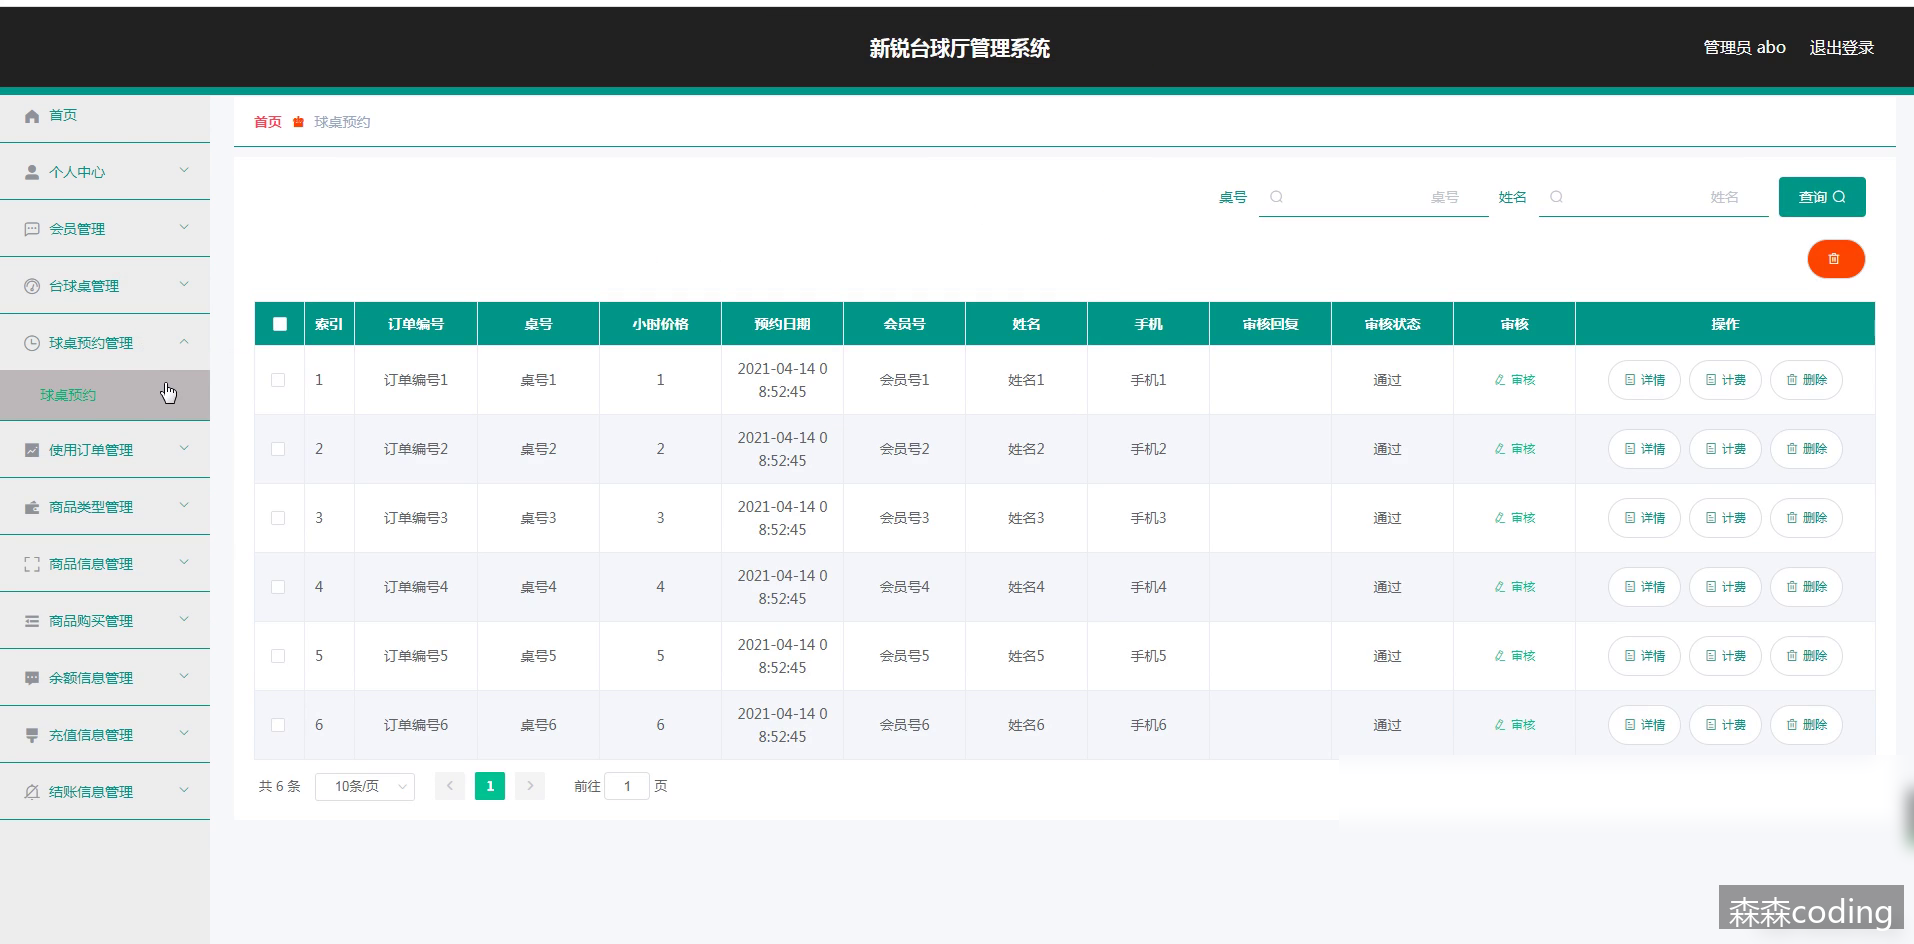 新锐台球厅管理系统
管理员 abo 退出登录
首页
个人中心
会员管理
台球桌管理
球桌预约管理
球桌预约
使用订单管理
商品类型管理
商品信息管理
商品购买管理
余额信息管理
充值信息管理
结账信息管理
首页 球桌预约
桌号 桌号 姓名 姓名 查询
索引 订单编号 桌号 小时价格 预约日期 会员号 姓名 手机 审核回复 审核状态 审核 操作
1 订单编号1 桌号1 1 2021-04-14 0 会员号1 姓名1 手机1 通过 审核 详情 计费 删除
8:52:45
2 订单编号2 桌号2 2 2021-04-14 0 会员号2 姓名2 手机2 通过 审核 详情 计费 删除
8:52:45
3 订单编号3 桌号3 3 2021-04-14 0 会员号3 姓名3 手机3 通过 审核 详情 计费 删除
8:52:45
4 订单编号4 桌号4 4 2021-04-14 0 会员号4 姓名4 手机4 通过 审核 详情 计费 删除
8:52:45
5 订单编号5 桌号5 5 2021-04-14 0 会员号5 姓名5 手机5 通过 审核 详情 计费 删除
8:52:45
6 订单编号6 桌号6 6 2021-04-14 0 会员号6 姓名6 手机6 通过 审核 详情 计费 删除
8:52:45
共 6 条 10条/页 1 前往 1 页
森森coding